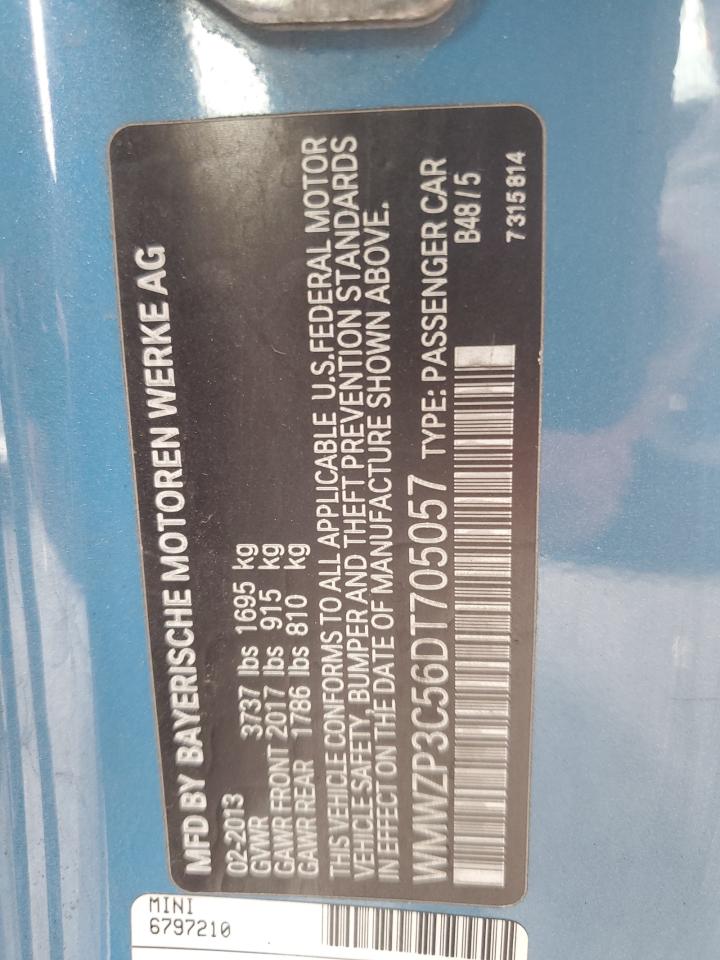 MFD BY BAYERISCHE MOTOREN WERKE AG
02-2013
GVWR 3737 lbs 1695 kg
GAWR FRONT 2017 lbs 915 kg
GAWR REAR 1786 lbs 810 kg
THIS VEHICLE CONFORMS TO ALL APPLICABLE U.S.FEDERAL MOTOR
VEHICLE SAFETY, BUMPER AND THEFT PREVENTION STANDARDS
IN EFFECT ON THE DATE OF MANUFACTURE SHOWN ABOVE.
WMWZP3C56DT705057 TYPE: PASSENGER CAR
B48/5
7 315 814
MINI
6797210